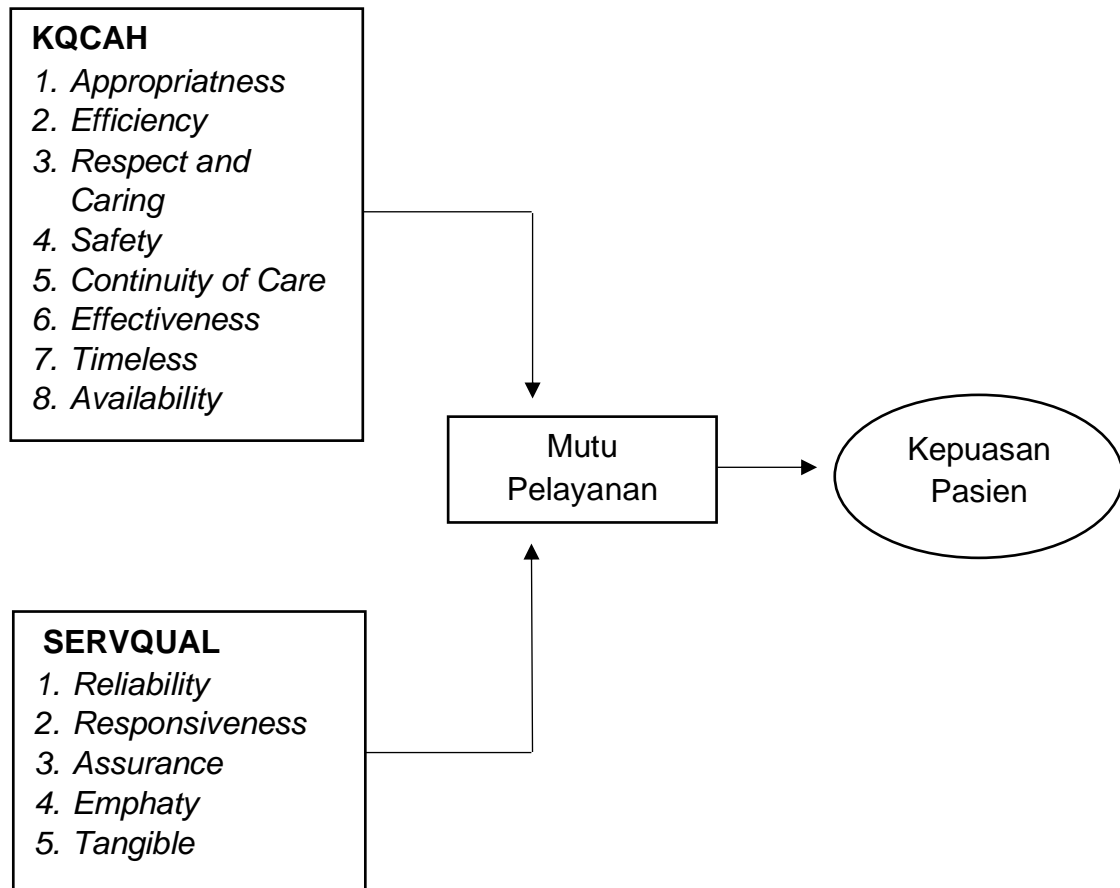 KQCAH
1. Appropriatness
2. Efficiency
3. Respect and
Caring
4. Safety
5. Continuity of Care
6. Effectiveness
7. Timeless
8. Availability
Mutu
Pelayanan
Kepuasan
Pasien
SERVQUAL
1. Reliability
2. Responsiveness
3. Assurance
4. Emphaty
5. Tangible